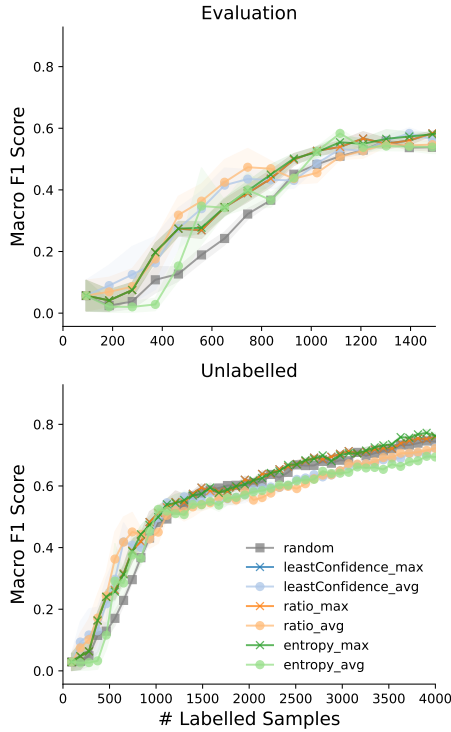 Evaluation
Macro F1 Score
0.8
0.6
0.4
0.2
0.0
0 200 400 600 800 1000 1200 1400
Unlabelled
Macro F1 Score
0.8
0.6
0.4
0.2
0.0
random
leastConfidence_max
leastConfidence_avg
ratio_max
ratio_avg
entropy_max
entropy_avg
0 500 1000 1500 2000 2500 3000 3500 4000
# Labelled Samples